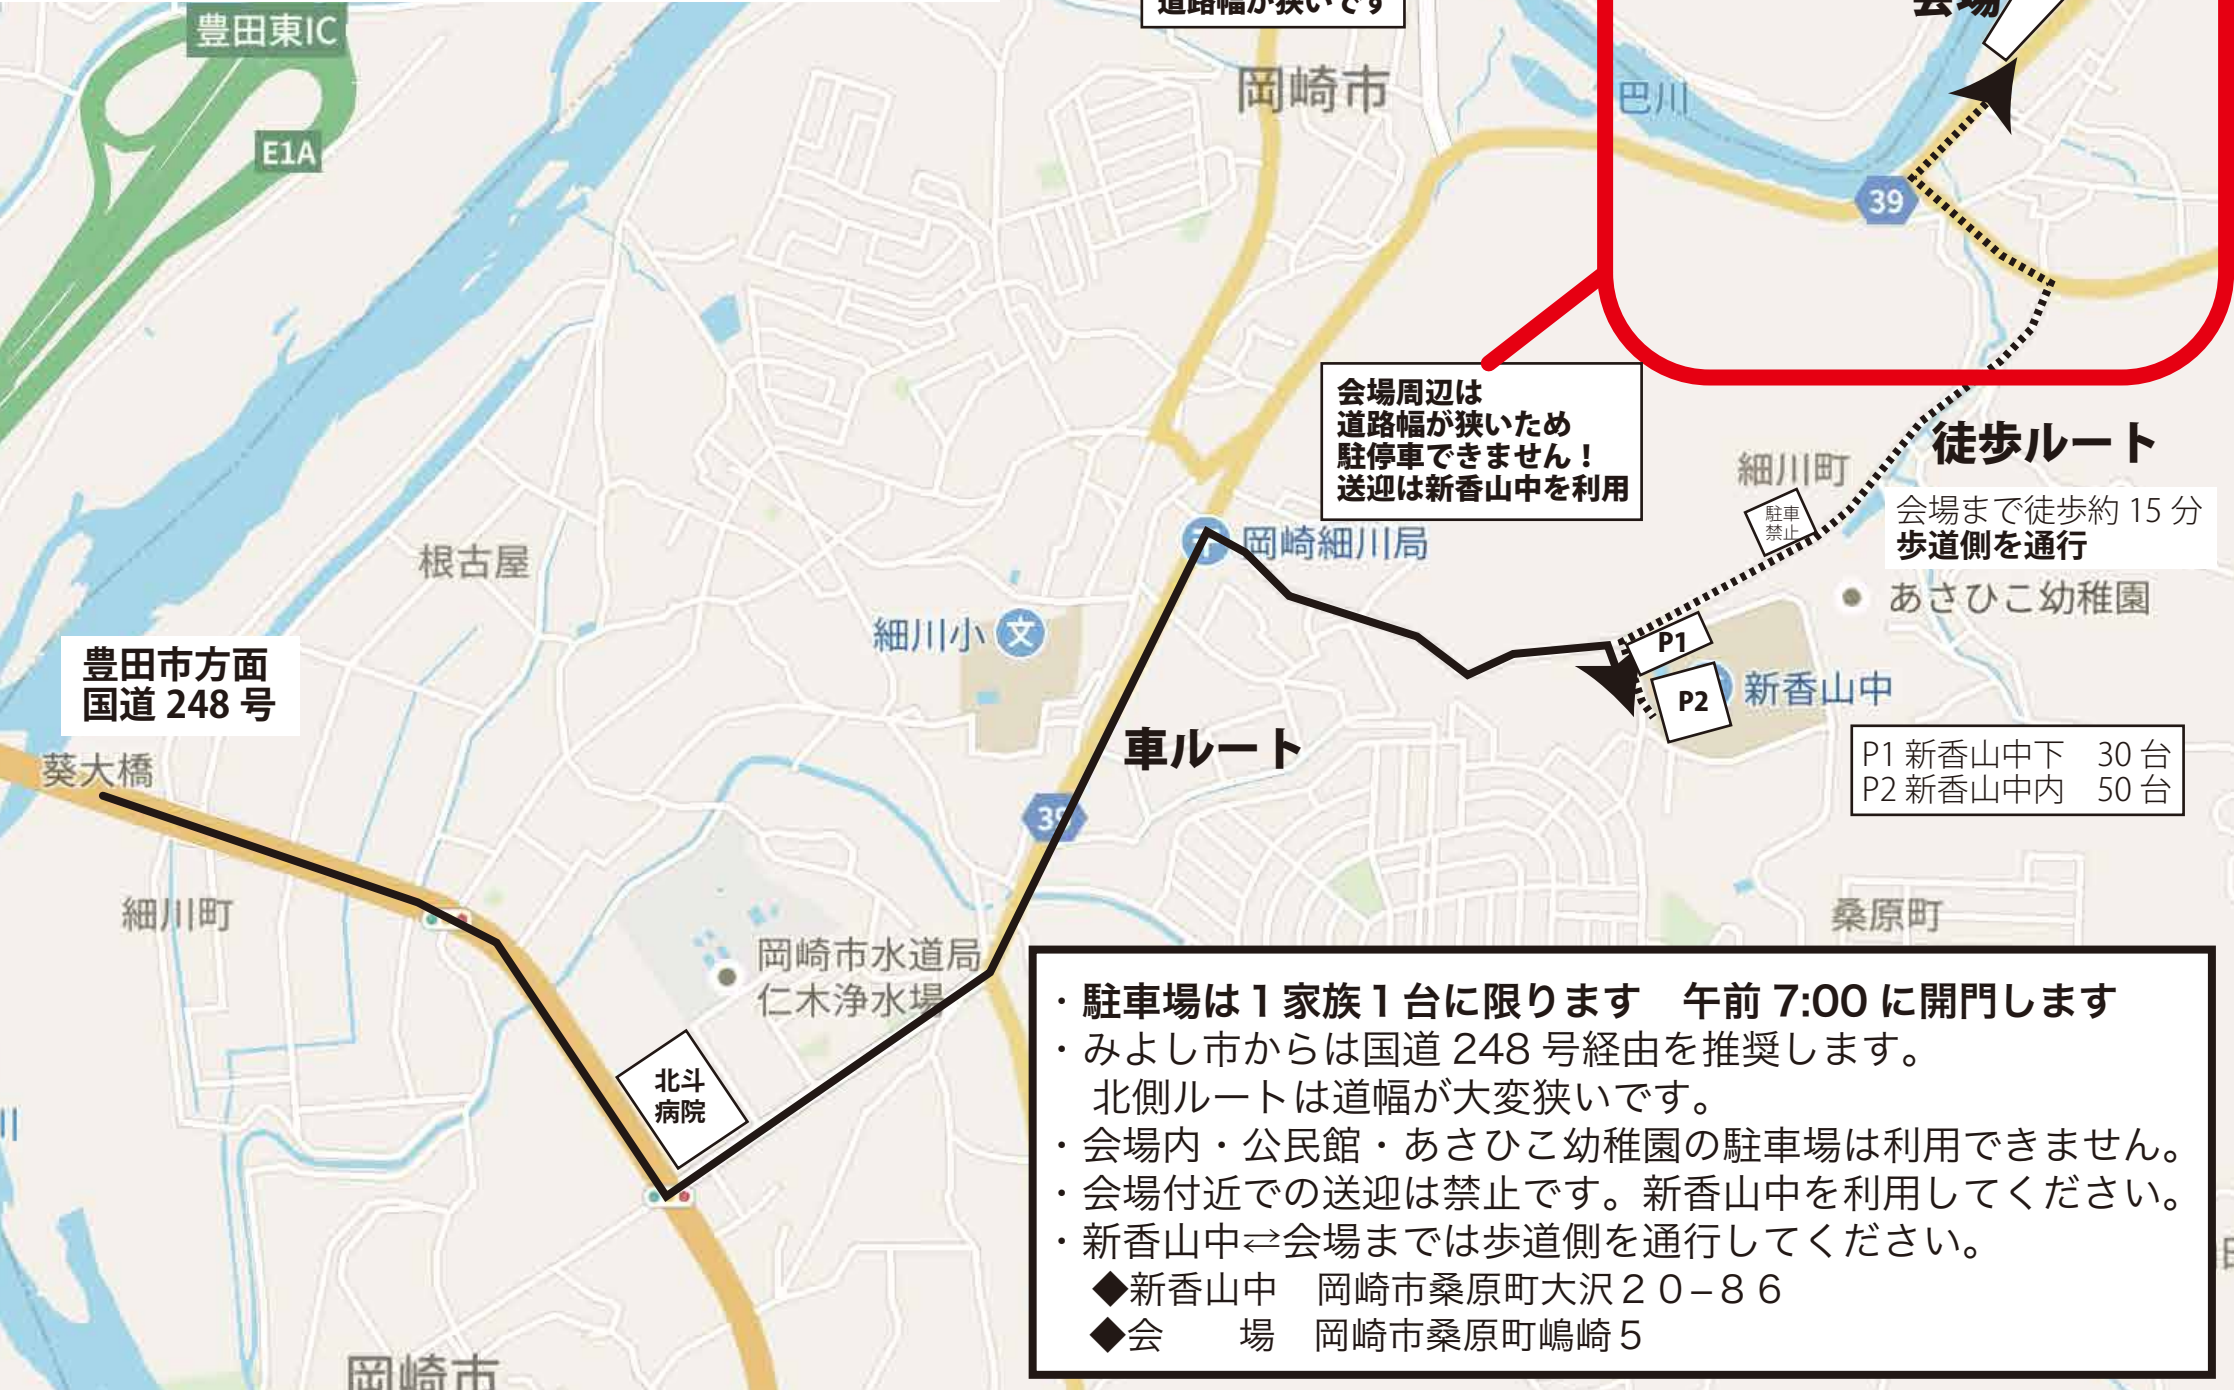 道路幅が狭いです
会場
豊田東IC
E1A
岡崎市
巴川
39
会場周辺は
道路幅が狭いため
駐停車できません！
送迎は新香山中を利用
徒歩ルート
細川町
駐車
禁止
会場まで徒歩約 15 分
歩道側を通行
岡崎細川局
根古屋
あさひこ幼稚園
細川小
文
P1
P2
新香山中
豊田市方面
国道 248 号
車ルート
P1 新香山中下　30 台
P2 新香山中内　50 台
葵大橋
39
細川町
桑原町
岡崎市水道局
仁木浄水場
北斗
病院
・駐車場は１家族１台に限ります　午前 7:00 に開門します
・みよし市からは国道 248 号経由を推奨します。
北側ルートは道幅が大変狭いです。
・会場内・公民館・あさひこ幼稚園の駐車場は利用できません。
・会場付近での送迎は禁止です。新香山中を利用してください。
・新香山中⇄会場までは歩道側を通行してください。
◆新香山中　岡崎市桑原町大沢２０−８６
◆会　　場　岡崎市桑原町嶋崎５
川
岡崎市